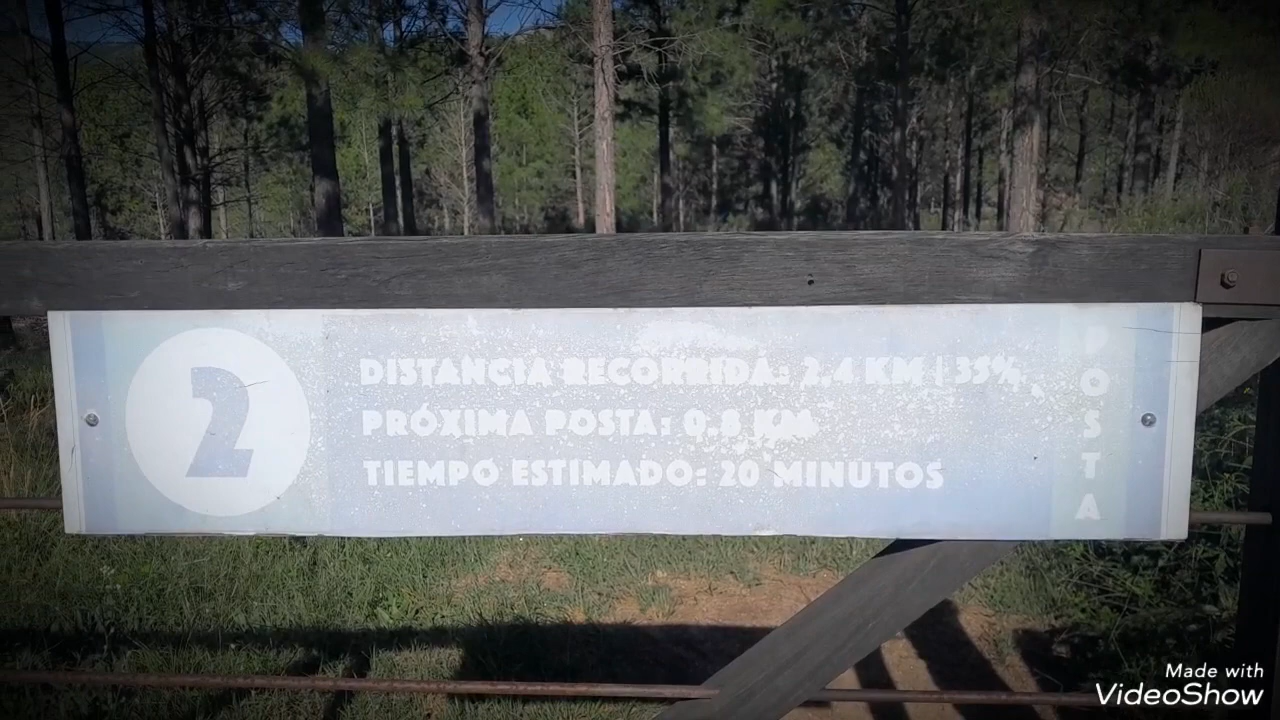 2
DISTANCIA RECORRIDA: 2.4 KM | 35%
PRÓXIMA POSTA: 0.8 KM
TIEMPO ESTIMADO: 20 MINUTOS
POSTA
Made with
VideoShow